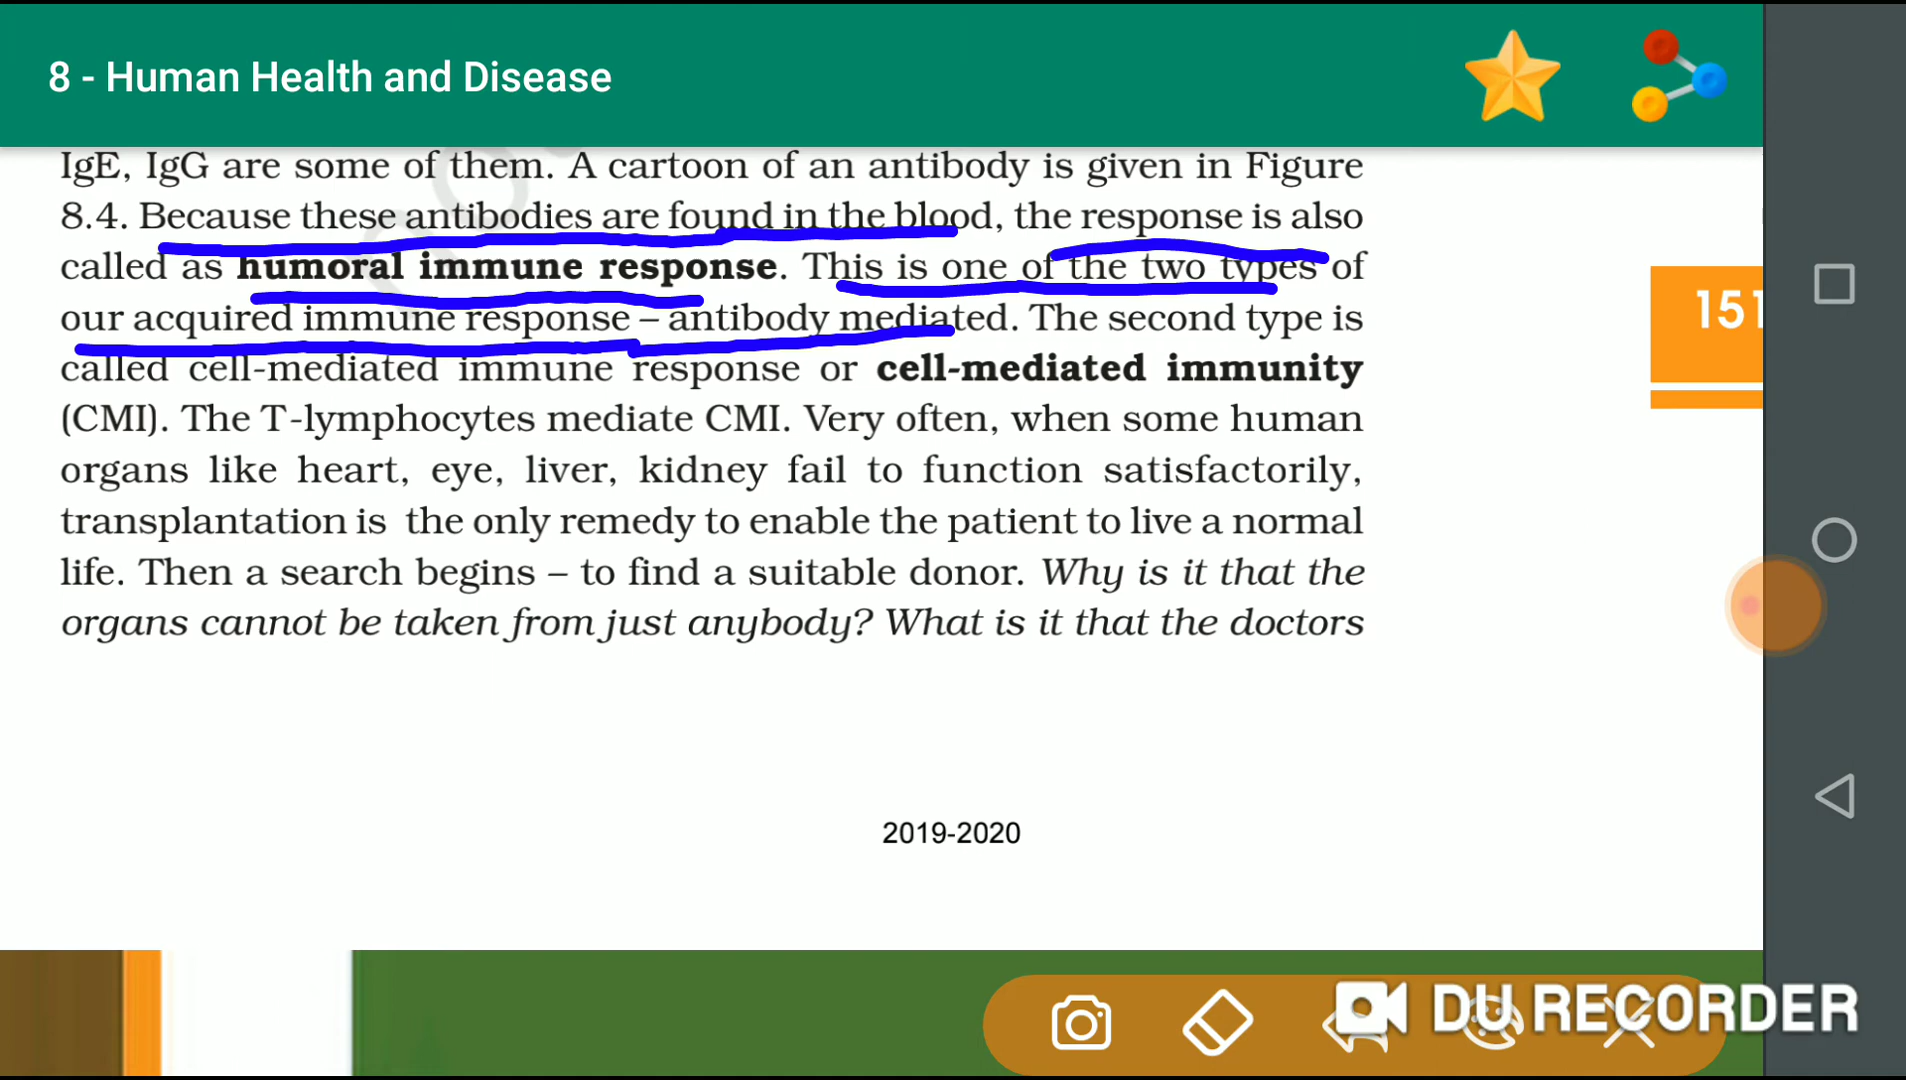 8 - Human Health and Disease
IgE, IgG are some of them. A cartoon of an antibody is given in Figure
8.4. Because these antibodies are found in the blood, the response is also
called as humoral immune response. This is one of the two types of
our acquired immune response – antibody mediated. The second type is
called cell-mediated immune response or cell-mediated immunity
(CMI). The T-lymphocytes mediate CMI. Very often, when some human
organs like heart, eye, liver, kidney fail to function satisfactorily,
transplantation is the only remedy to enable the patient to live a normal
life. Then a search begins – to find a suitable donor. Why is it that the
organs cannot be taken from just anybody? What is it that the doctors
151
2019-2020
DU RECORDER